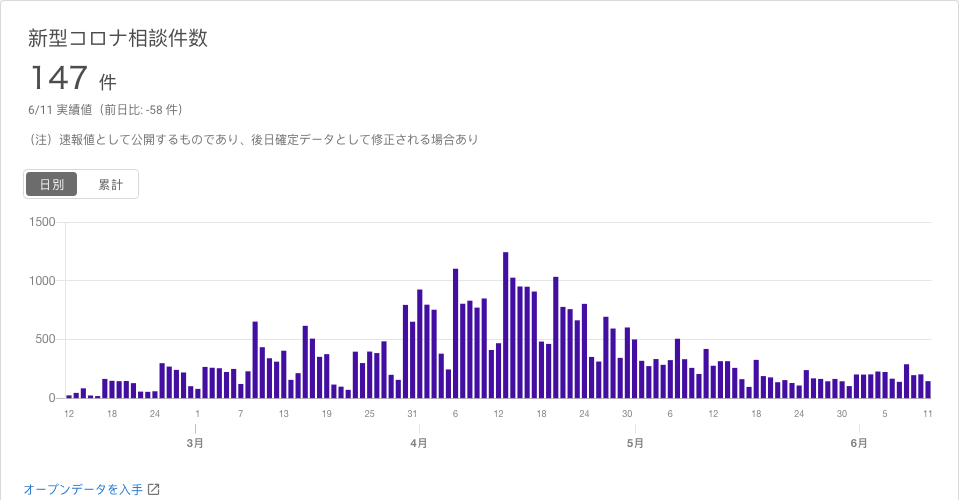 新型コロナ相談件数
147 件
6/11 実績値（前日比: -58 件）
（注）速報値として公開するものであり、後日確定データとして修正される場合あり
日別 累計
1500
1000
500
0
12 18 24 1 7 13 19 25 31 6 12 18 24 30 6 12 18 24 30 5 11
3月 4月 5月 6月
オープンデータを入手